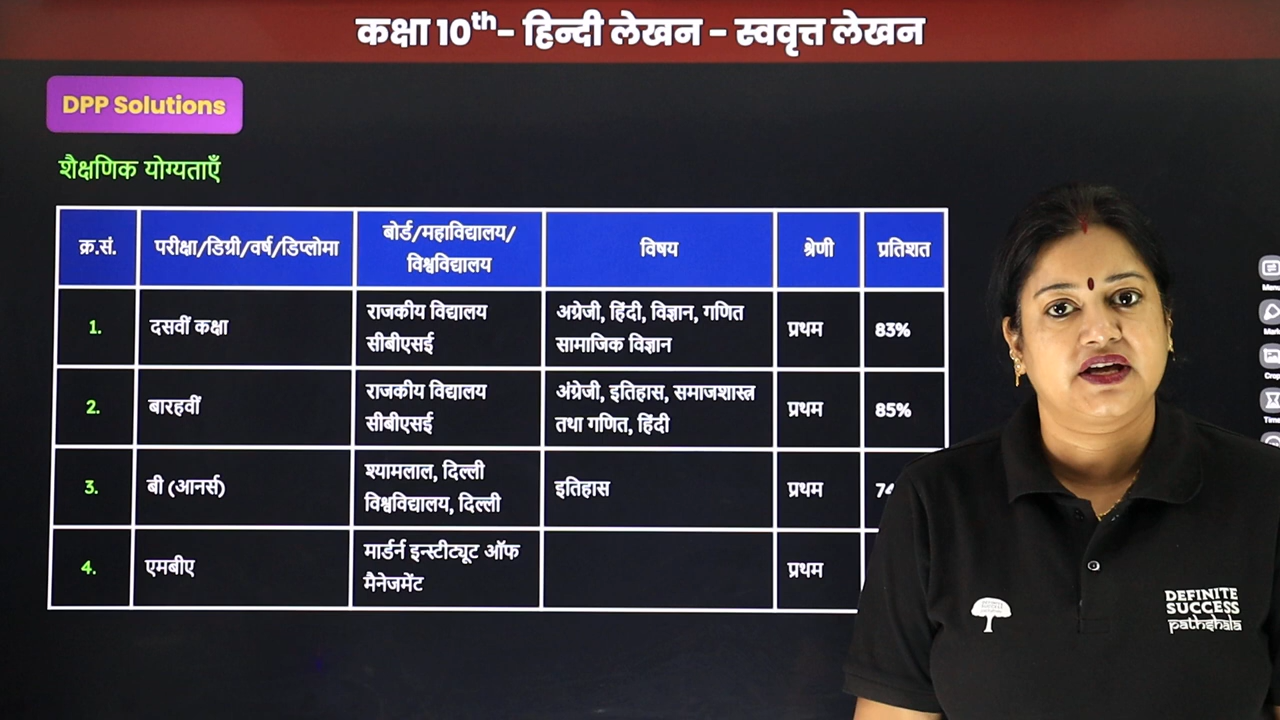 कक्षा 10th- हिन्दी लेखन - स्ववृत्त लेखन
DPP Solutions
शैक्षणिक योग्यताएँ
क्र.सं. परीक्षा/डिग्री/वर्ष/डिप्लोमा बोर्ड/महाविद्यालय/ विश्वविद्यालय विषय श्रेणी प्रतिशत
1. दसवीं कक्षा राजकीय विद्यालय सीबीएसई अग्रेजी, हिंदी, विज्ञान, गणित सामाजिक विज्ञान प्रथम 83%
2. बारहवीं राजकीय विद्यालय सीबीएसई अंग्रेजी, इतिहास, समाजशास्त्र तथा गणित, हिंदी प्रथम 85%
3. बी (आनर्स) श्यामलाल, दिल्ली विश्वविद्यालय, दिल्ली इतिहास प्रथम
4. एमबीए मार्डर्न इन्स्टीट्यूट ऑफ मैनेजमेंट प्रथम
DEFINITE
SUCCESS
pathshala